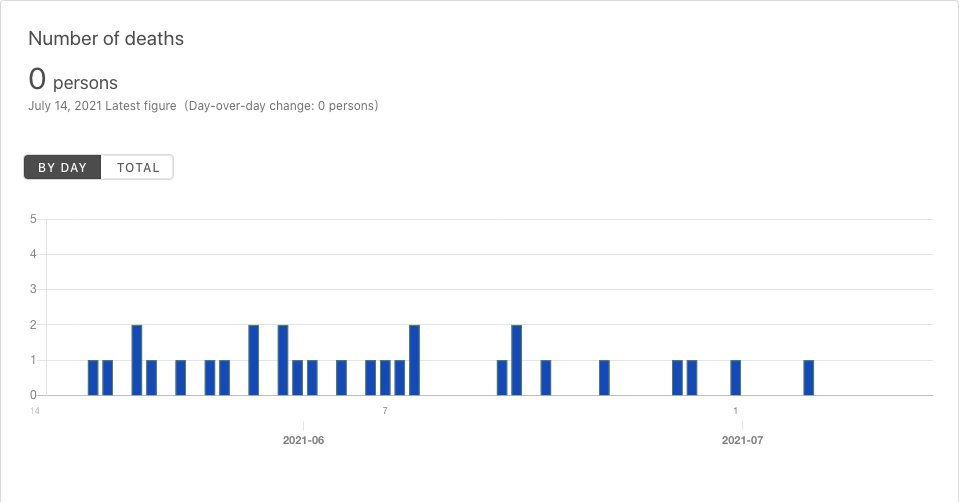 Number of deaths
0 persons
July 14, 2021 Latest figure (Day-over-day change: 0 persons)
BY DAY TOTAL
5
4
3
2
1
0
14 7 1
2021-06 2021-07